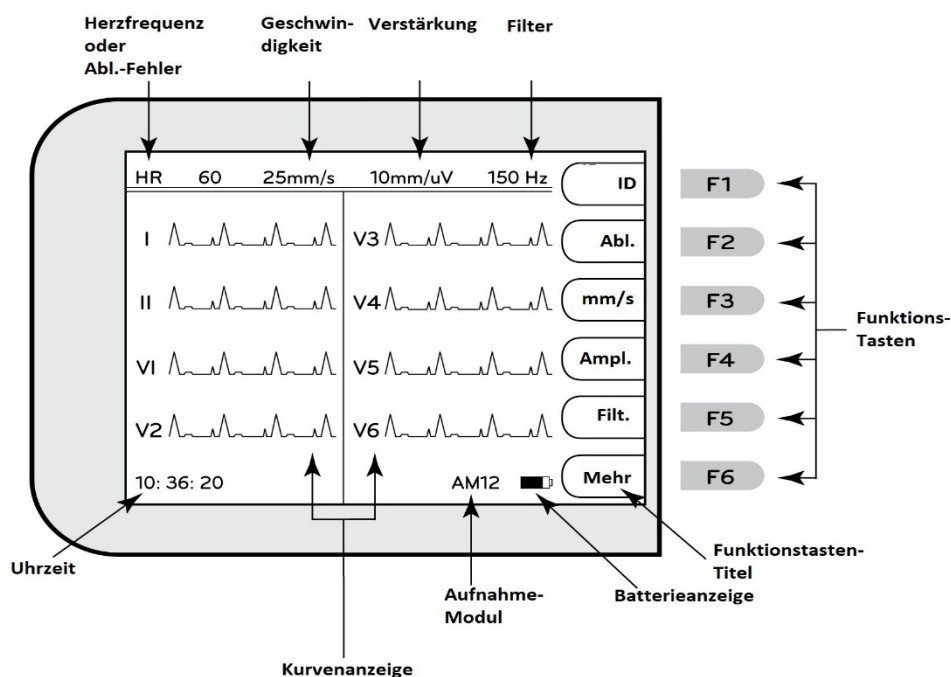 Herzfrequenz
oder
Abl.-Fehler
Geschwin-
digkeit
Verstärkung
Filter
HR 60 25mm/s 10mm/uV 150 Hz
ID
F1
I
V3
Abl.
F2
II
V4
mm/s
F3
Funktions-
Tasten
VI
V5
Ampl.
F4
V2
V6
Filt.
F5
10: 36: 20
AM12
Mehr
F6
Uhrzeit
Aufnahme-
Modul
Funktionstasten-
Titel
Batterieanzeige
Kurvenanzeige